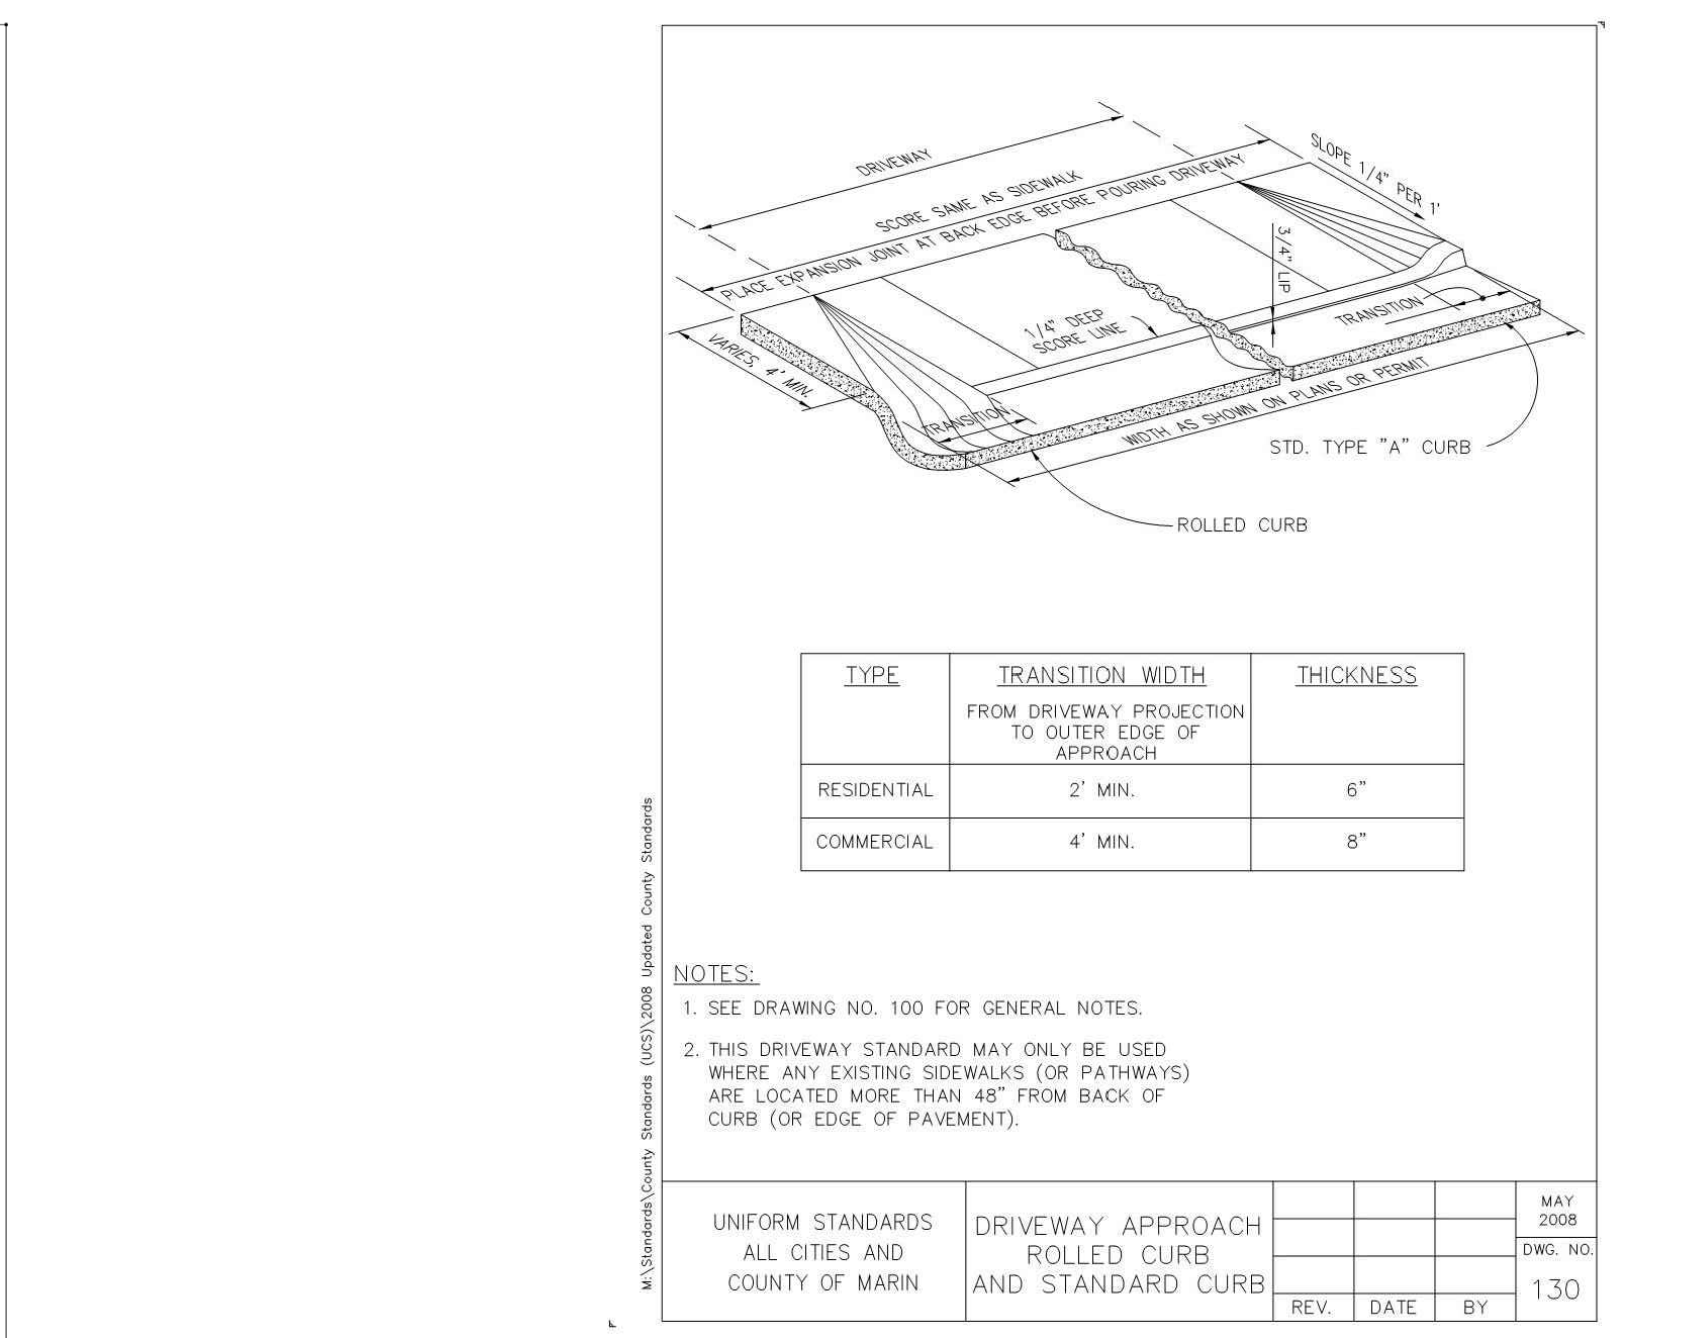 DRIVEWAY
SCORE SAME AS SIDEWALK
PLACE EXPANSION JOINT AT BACK EDGE BEFORE POURING DRIVEWAY
SLOPE 1/4" PER 1'
3/4" LIP
1/4" DEEP
SCORE LINE
TRANSITION
VARIES, 4' MIN.
TRANSITION
WIDTH AS SHOWN ON PLANS OR PERMIT
STD. TYPE "A" CURB
ROLLED CURB
TYPE
TRANSITION WIDTH
THICKNESS
FROM DRIVEWAY PROJECTION
TO OUTER EDGE OF
APPROACH
RESIDENTIAL 2' MIN. 6"
COMMERCIAL 4' MIN. 8"
NOTES:
1. SEE DRAWING NO. 100 FOR GENERAL NOTES.
2. THIS DRIVEWAY STANDARD MAY ONLY BE USED
WHERE ANY EXISTING SIDEWALKS (OR PATHWAYS)
ARE LOCATED MORE THAN 48" FROM BACK OF
CURB (OR EDGE OF PAVEMENT).
M:\Standards\County Standards (UCS)\2008 Updated County Standards
UNIFORM STANDARDS
ALL CITIES AND
COUNTY OF MARIN
DRIVEWAY APPROACH
ROLLED CURB
AND STANDARD CURB
REV. DATE BY
MAY
2008
DWG. NO.
130